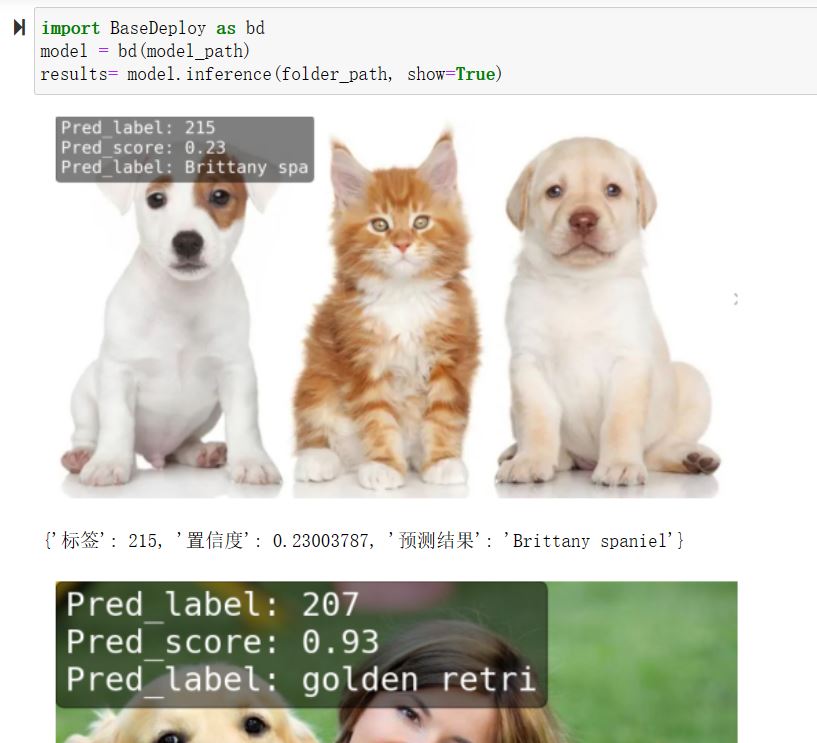 import BaseDeploy as bd
model = bd(model_path)
results= model.inference(folder_path, show=True)
Pred_label: 215
Pred_score: 0.23
Pred_label: Brittany spa
{'标签': 215, '置信度': 0.23003787, '预测结果': 'Brittany spaniel'}
Pred_label: 207
Pred_score: 0.93
Pred_label: golden retri